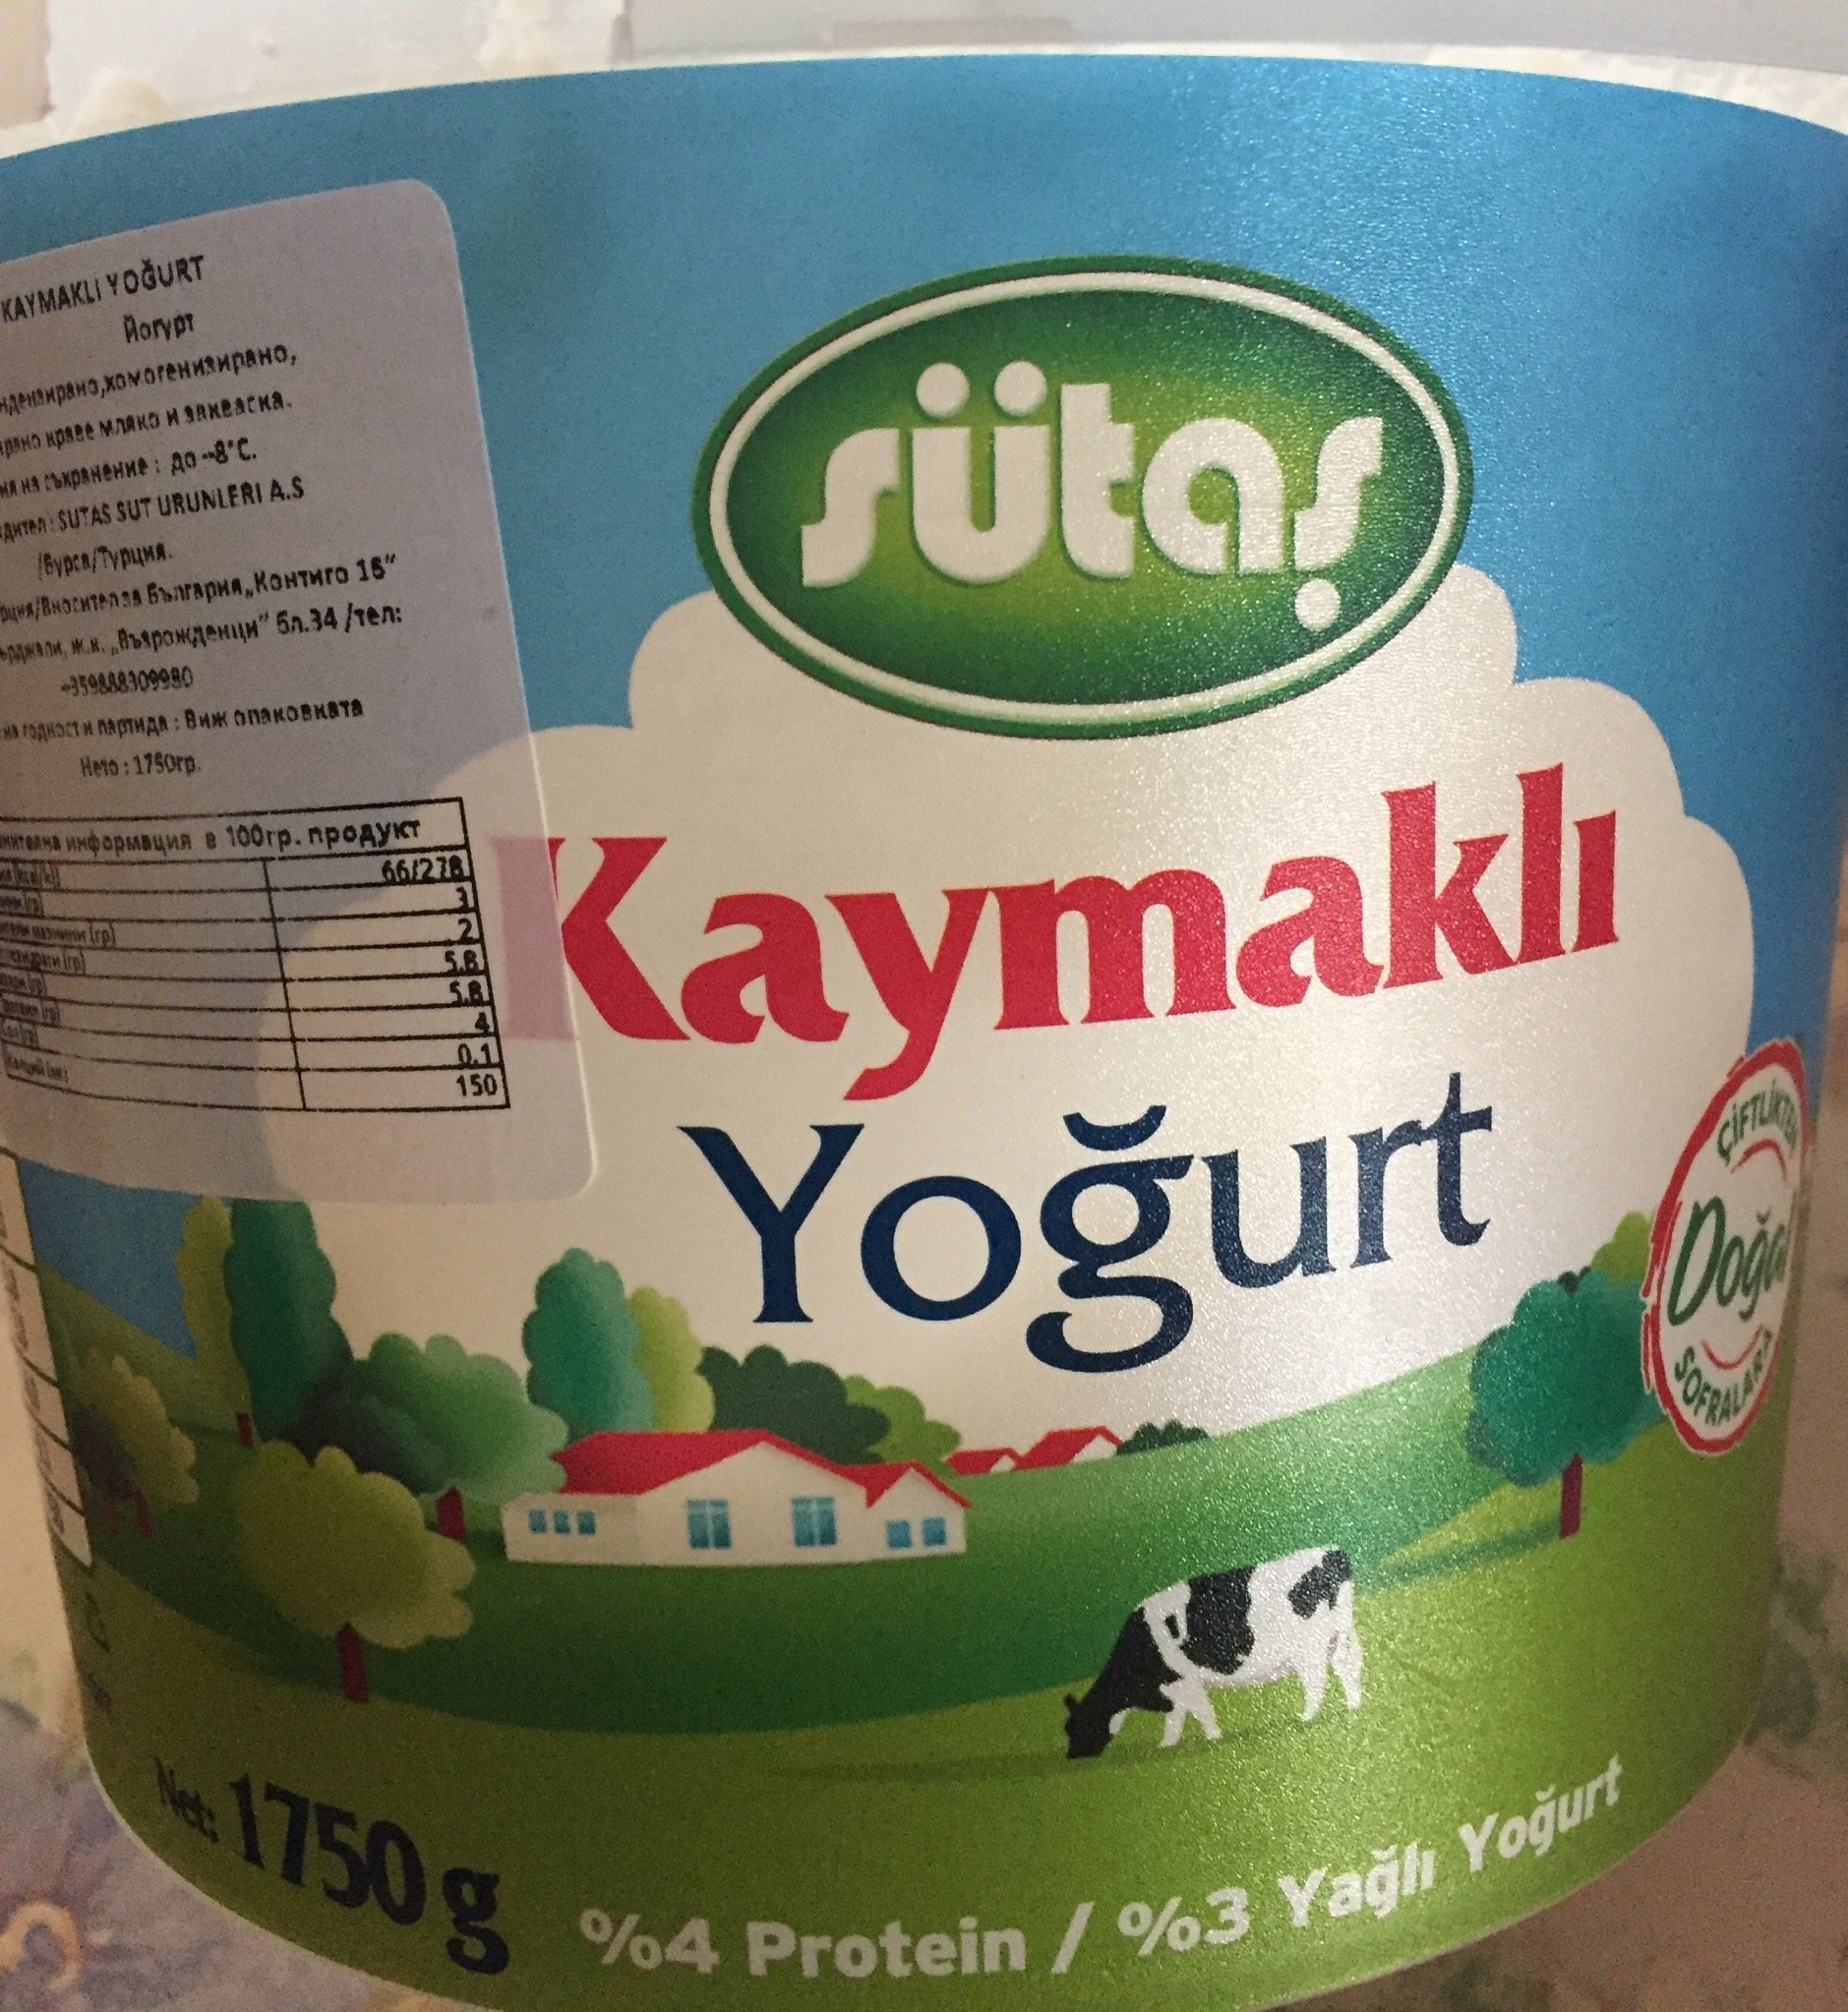 KAYMAKLI YOĞURT
Йогурт
хомогенизирано,
краве мляко и закваска.
на съхранение: до +8°C.
SUTAS SUT URUNLERI A.S
/Бурса/Турция.
България „Контиго 16"
ж.к. „Възрожденци" бл.34 /тел:
+359888309980
на годност и партида: Виж опаковката
Нето: 1750гр.
информация в 100гр. продукт
66/278
3
2
5.8
5.8
4
0.1
150
sütaş
Kaymaklı
Yoğurt
ÇİFTLİKTEN
Doğal
SOFRALARA
Net: 1750 g
%4 Protein / %3 Yağlı Yoğurt